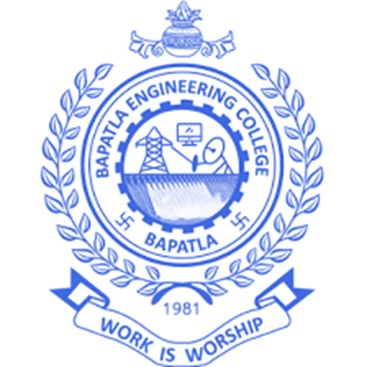 BAPATLA ENGINEERING COLLEGE
BAPATLA
1981
WORK IS WORSHIP